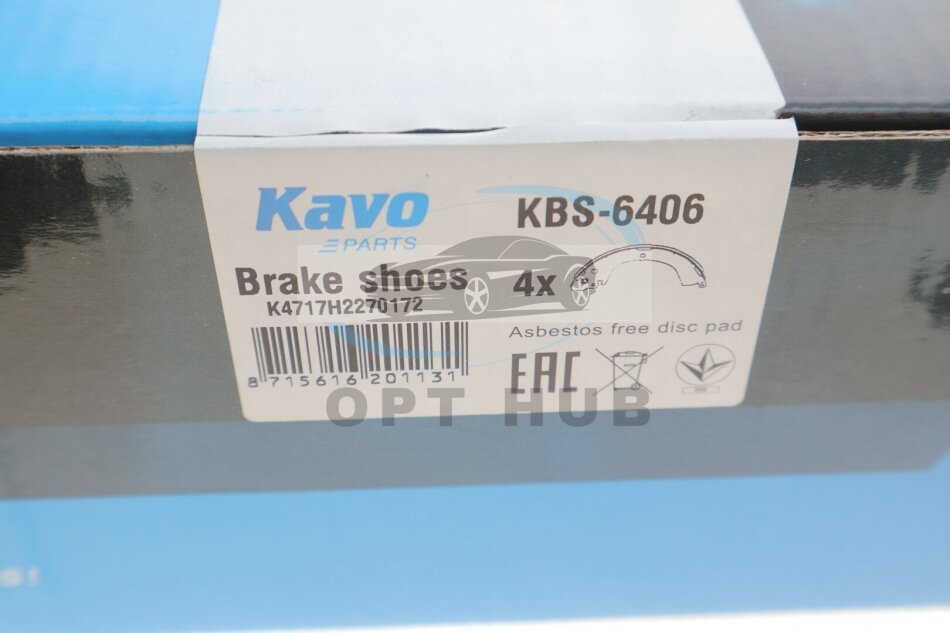 Kavo
PARTS
KBS-6406
Brake shoes
K4717H2270172
4x
Asbestos free disc pad
8 715616 201131
EAC
OPT HUB
s!